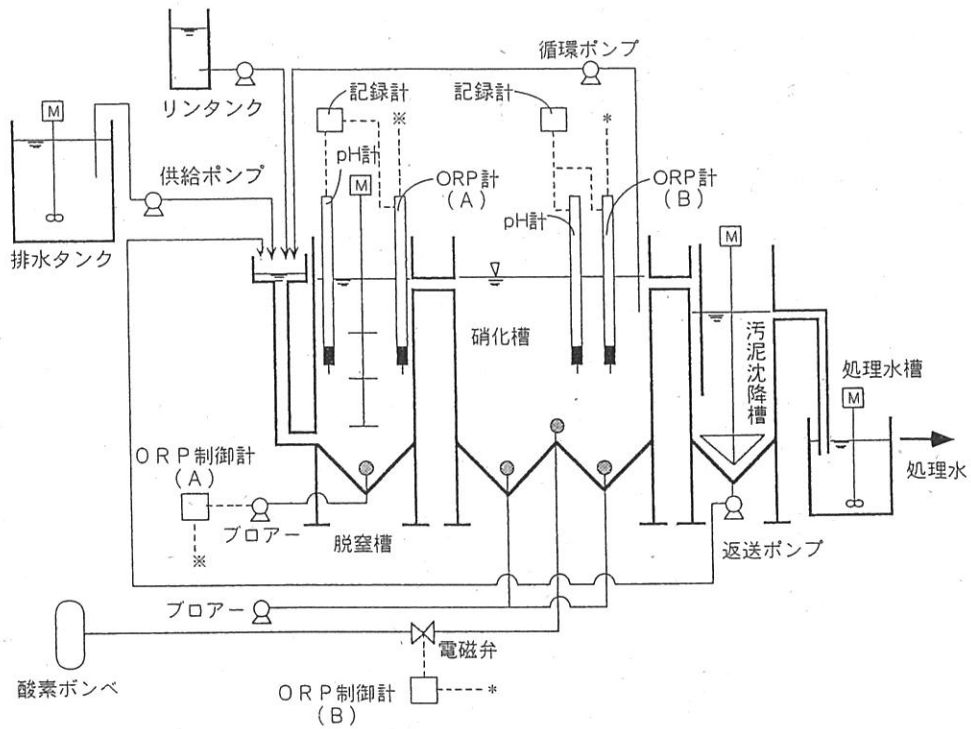 循環ポンプ
リンタンク
記録計
記録計
M
※
*
pH計
供給ポンプ
M
ORP計
(A)
pH計
ORP計
(B)
M
排水タンク
硝化槽
汚泥沈降槽
処理水槽
M
ORP制御計
(A)
処理水
※
ブロアー
脱窒槽
返送ポンプ
ブロアー
電磁弁
酸素ボンベ
ORP制御計
(B)
*